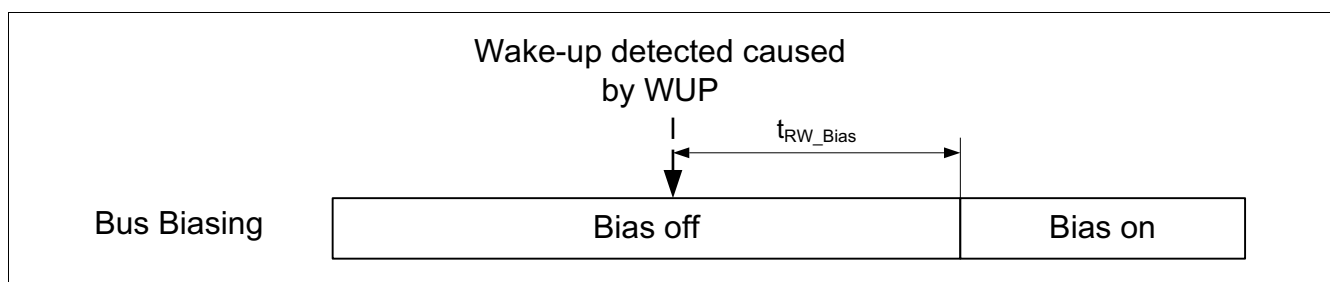 Wake-up detected caused
by WUP
tRW_Bias
Bus Biasing
Bias off
Bias on